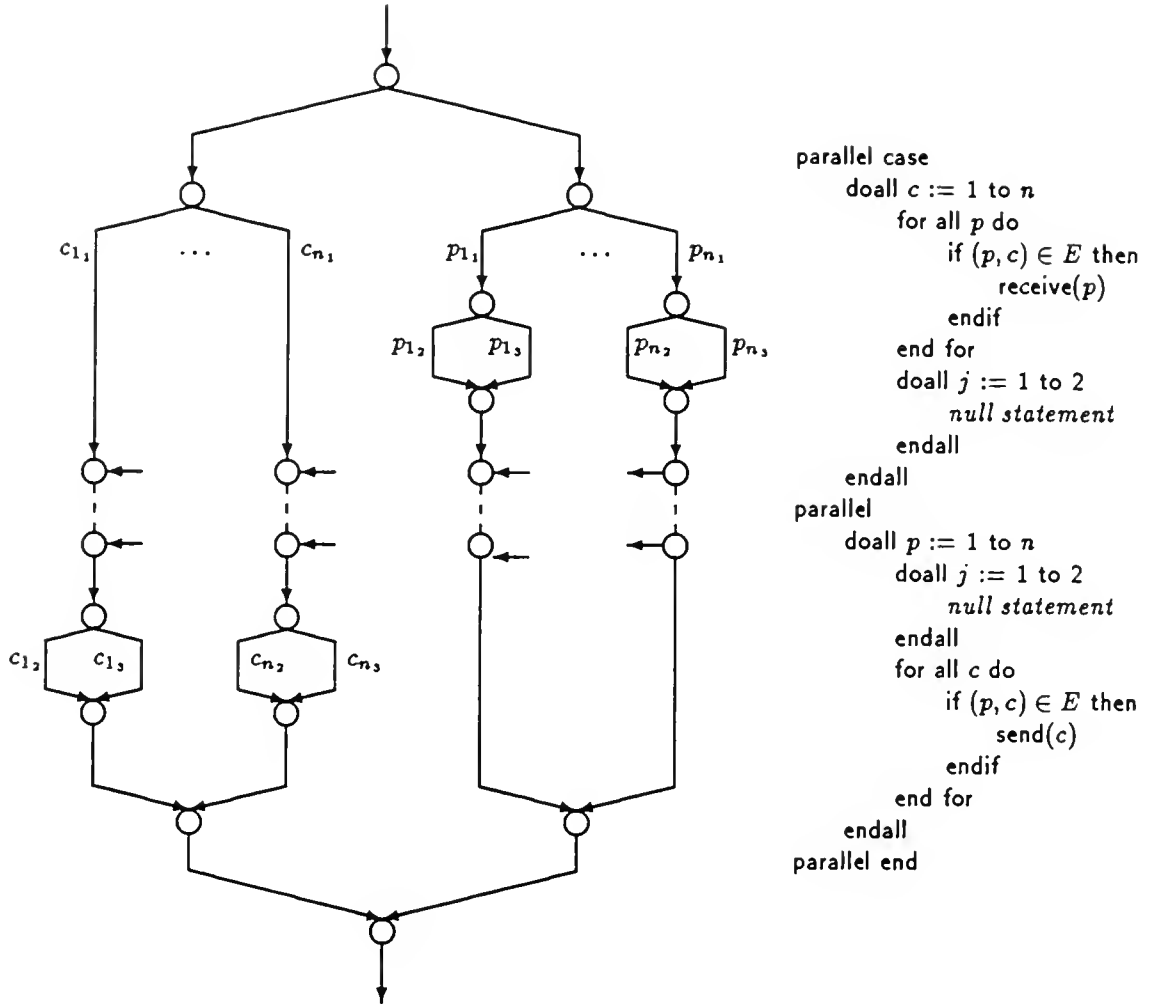 c₁₁ ... cₙ₁ p₁₁ ... pₙ₁
p₁₂ p₁₃ pₙ₂ pₙ₃
c₁₂ c₁₃ cₙ₂ cₙ₃
parallel case
doall c := 1 to n
for all p do
if (p, c) ∈ E then
receive(p)
endif
end for
doall j := 1 to 2
null statement
endall
endall
parallel
doall p := 1 to n
doall j := 1 to 2
null statement
endall
for all c do
if (p, c) ∈ E then
send(c)
endif
end for
endall
parallel end